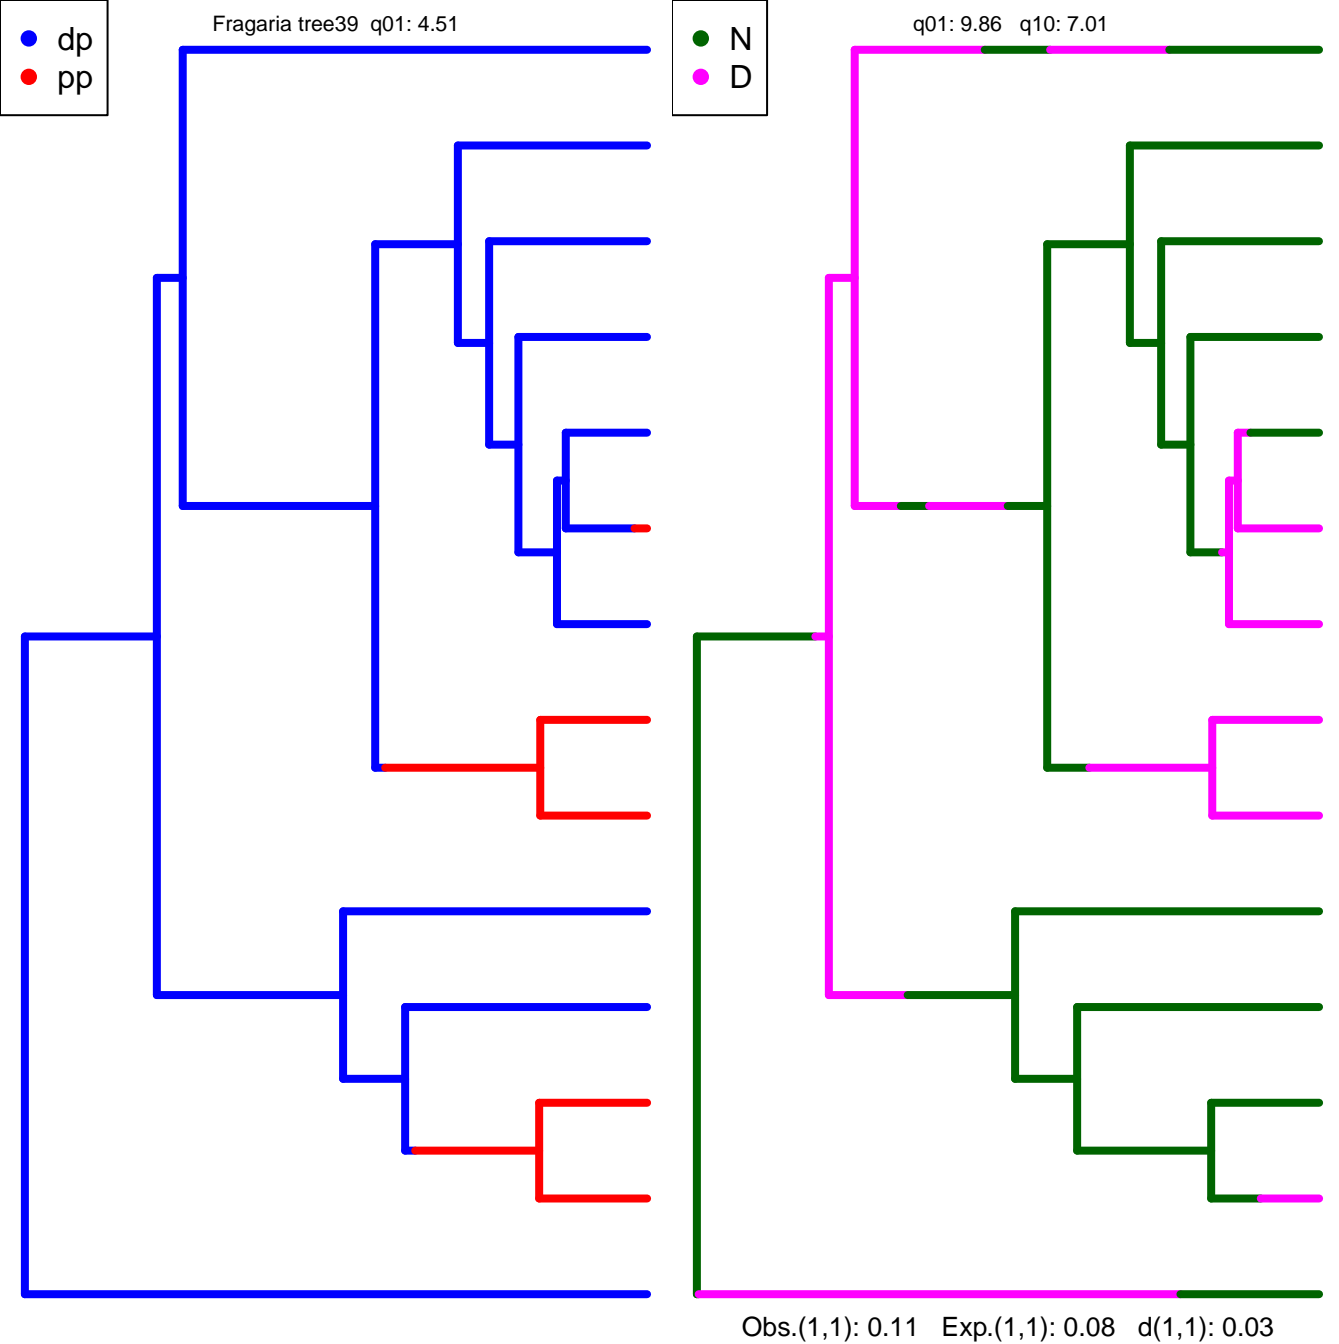 Fragaria tree39 q01: 4.51
dp
pp
q01: 9.86 q10: 7.01
N
D
Obs.(1,1): 0.11 Exp.(1,1): 0.08 d(1,1): 0.03